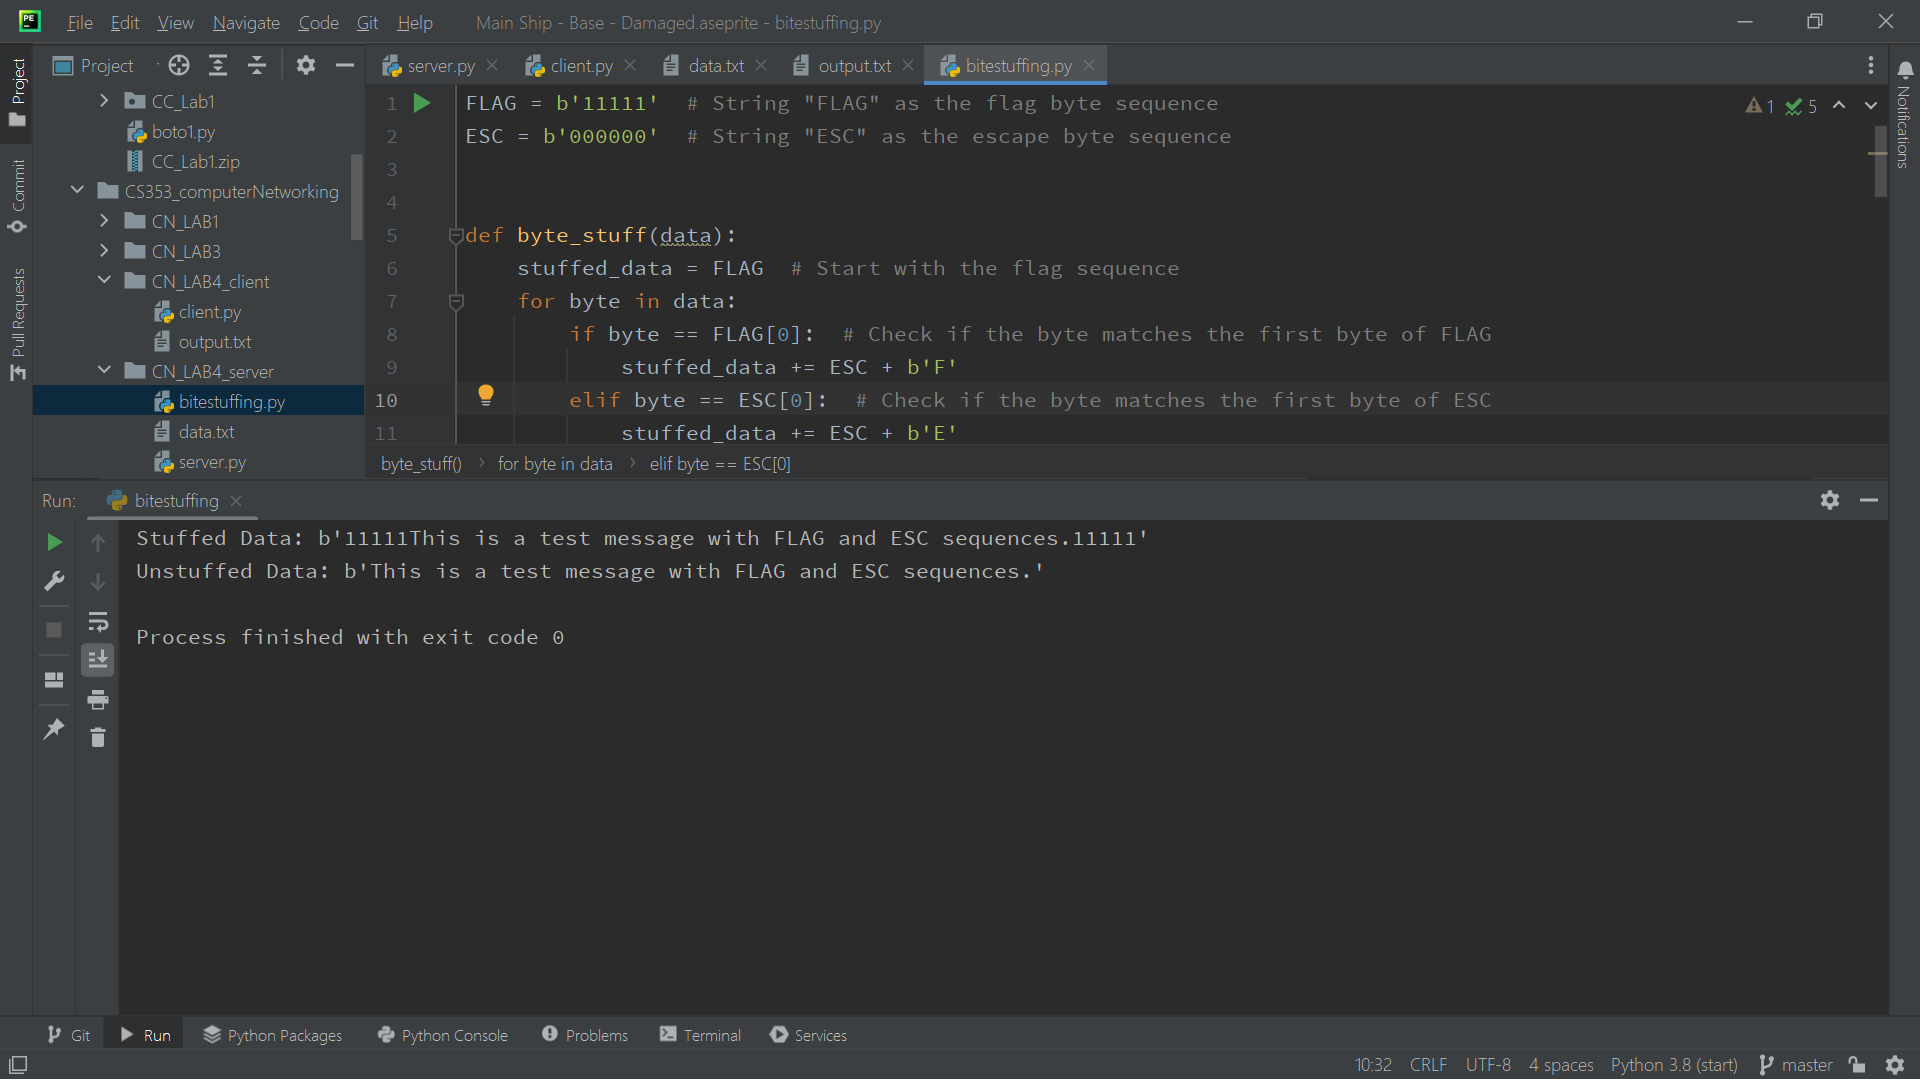 PE File Edit View Navigate Code Git Help Main Ship - Base - Damaged.aseprite - bitestuffing.py
Project
Commit
Pull Requests
Project
CC_Lab1
boto1.py
CC_Lab1.zip
CS353_computerNetworking
CN_LAB1
CN_LAB3
CN_LAB4_client
client.py
output.txt
CN_LAB4_server
bitestuffing.py
data.txt
server.py
server.py client.py data.txt output.txt bitestuffing.py
1 FLAG = b'11111'  # String "FLAG" as the flag byte sequence
2 ESC = b'000000'  # String "ESC" as the escape byte sequence
3
4
5 def byte_stuff(data):
6     stuffed_data = FLAG  # Start with the flag sequence
7     for byte in data:
8         if byte == FLAG[0]:  # Check if the byte matches the first byte of FLAG
9             stuffed_data += ESC + b'F'
10         elif byte == ESC[0]:  # Check if the byte matches the first byte of ESC
11             stuffed_data += ESC + b'E'
1 5
Notifications
byte_stuff() for byte in data elif byte == ESC[0]
Run: bitestuffing
Stuffed Data: b'11111This is a test message with FLAG and ESC sequences.11111'
Unstuffed Data: b'This is a test message with FLAG and ESC sequences.'
Process finished with exit code 0
Git Run Python Packages Python Console Problems Terminal Services
10:32 CRLF UTF-8 4 spaces Python 3.8 (start) master